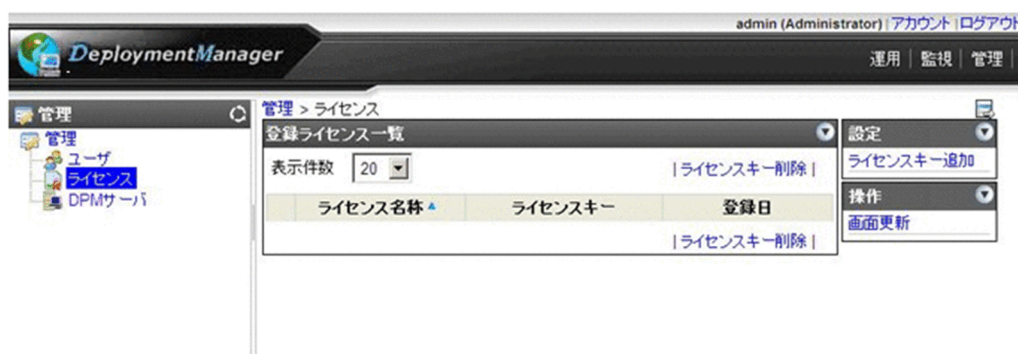 admin (Administrator) | アカウント | ログアウト
DeploymentManager
運用 | 監視 | 管理 |
管理
管理
ユーザ
ライセンス
DPMサーバ
管理 > ライセンス
登録ライセンス一覧
表示件数 20
| ライセンスキー削除 |
ライセンス名称 ライセンスキー 登録日
| ライセンスキー削除 |
設定
ライセンスキー追加
操作
画面更新